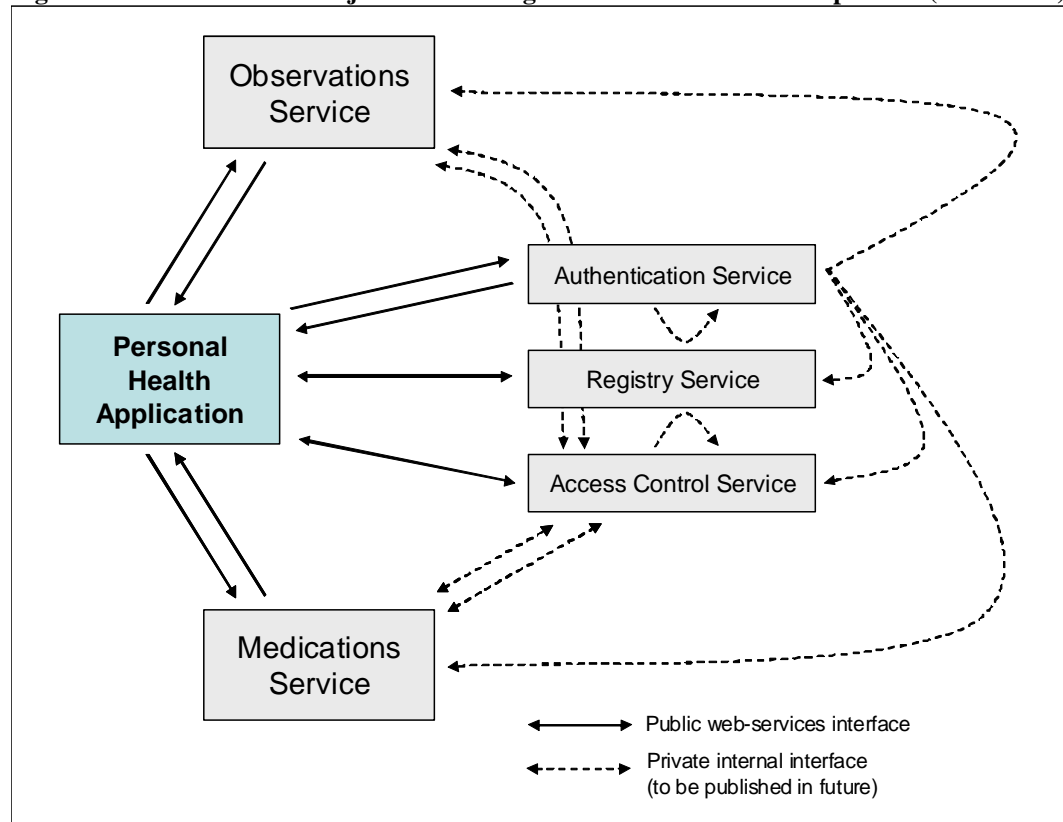 Observations
Service
Authentication Service
Personal
Health
Application
Registry Service
Access Control Service
Medications
Service
Public web-services interface
Private internal interface
(to be published in future)